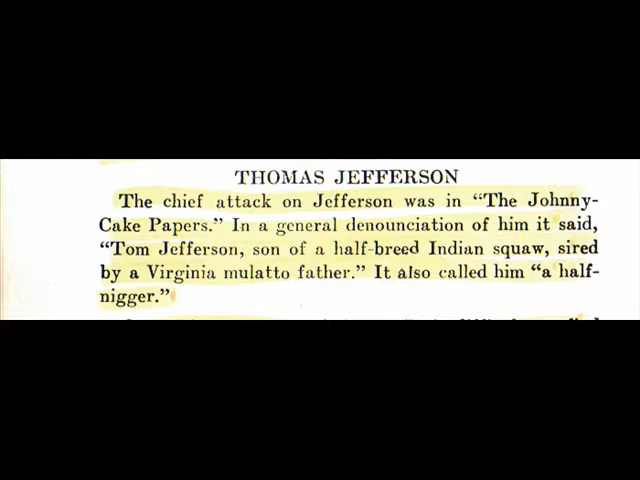 THOMAS JEFFERSON
The chief attack on Jefferson was in “The Johnny-
Cake Papers.” In a general denounciation of him it said,
“Tom Jefferson, son of a half-breed Indian squaw, sired
by a Virginia mulatto father.” It also called him “a half-
nigger.”